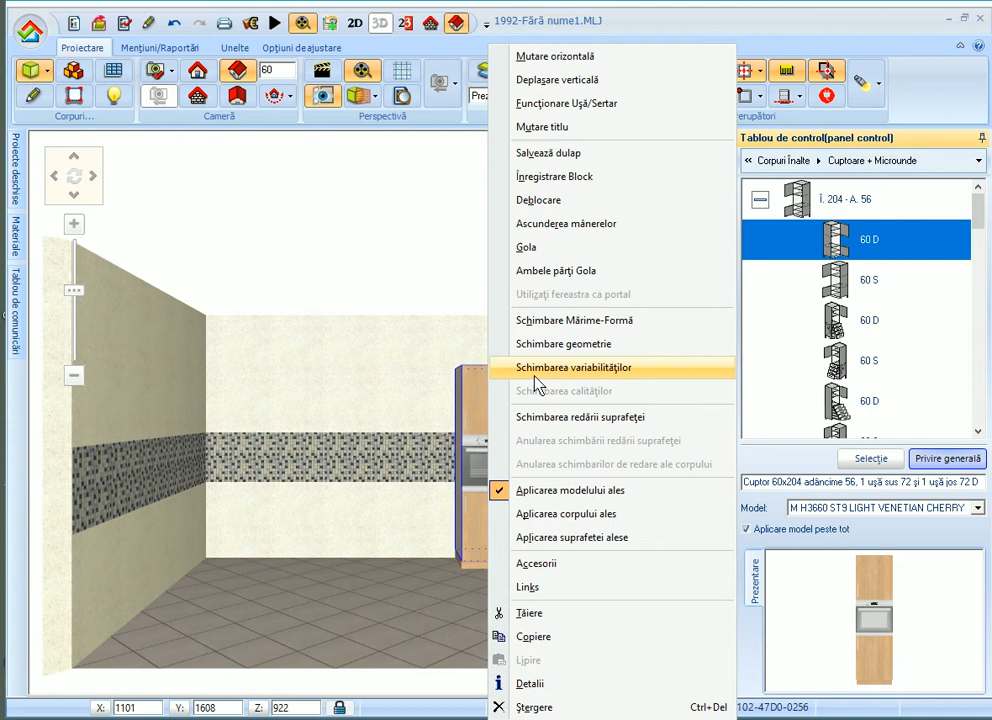 2D 3D 23 1992-Fără nume1.MLJ
Proiectare Mențiuni/Raportări Unelte Opțiuni de ajustare
60
Corpuri... Cameră Perspectivă
Proiecte deschise
Materiale
Tablou de comunicări
Mutare orizontală
Deplasare verticală
Funcționare Ușă/Sertar
Mutare titlu
Salvează dulap
Înregistrare Block
Deblocare
Ascunderea mânerelor
Gola
Ambele părți Gola
Utilizați fereastra ca portal
Schimbare Mărime-Formă
Schimbare geometrie
Schimbarea variabilităților
Schimbarea calităților
Schimbarea redării suprafeței
Anularea schimbării redării suprafeței
Anularea schimbarilor de redare ale corpului
Aplicarea modelului ales
Aplicarea corpului ales
Aplicarea suprafetei alese
Accesorii
Links
Tăiere
Copiere
Lipire
Detalii
Ștergere Ctrl+Del
Tablou de control(panel control)
Corpuri Înalte Cuptoare + Microunde
Î. 204 - A. 56
60 D
60 S
60 D
60 S
60 D
Selecție Privire generală
Cuptor 60x204 adâncime 56, 1 ușă sus 72 și 1 ușă jos 72 D
Model: M H3660 ST9 LIGHT VENETIAN CHERRY
Aplicare model peste tot
Prezentare
X: 1101 Y: 1608 Z: 922
102-47D0-0256